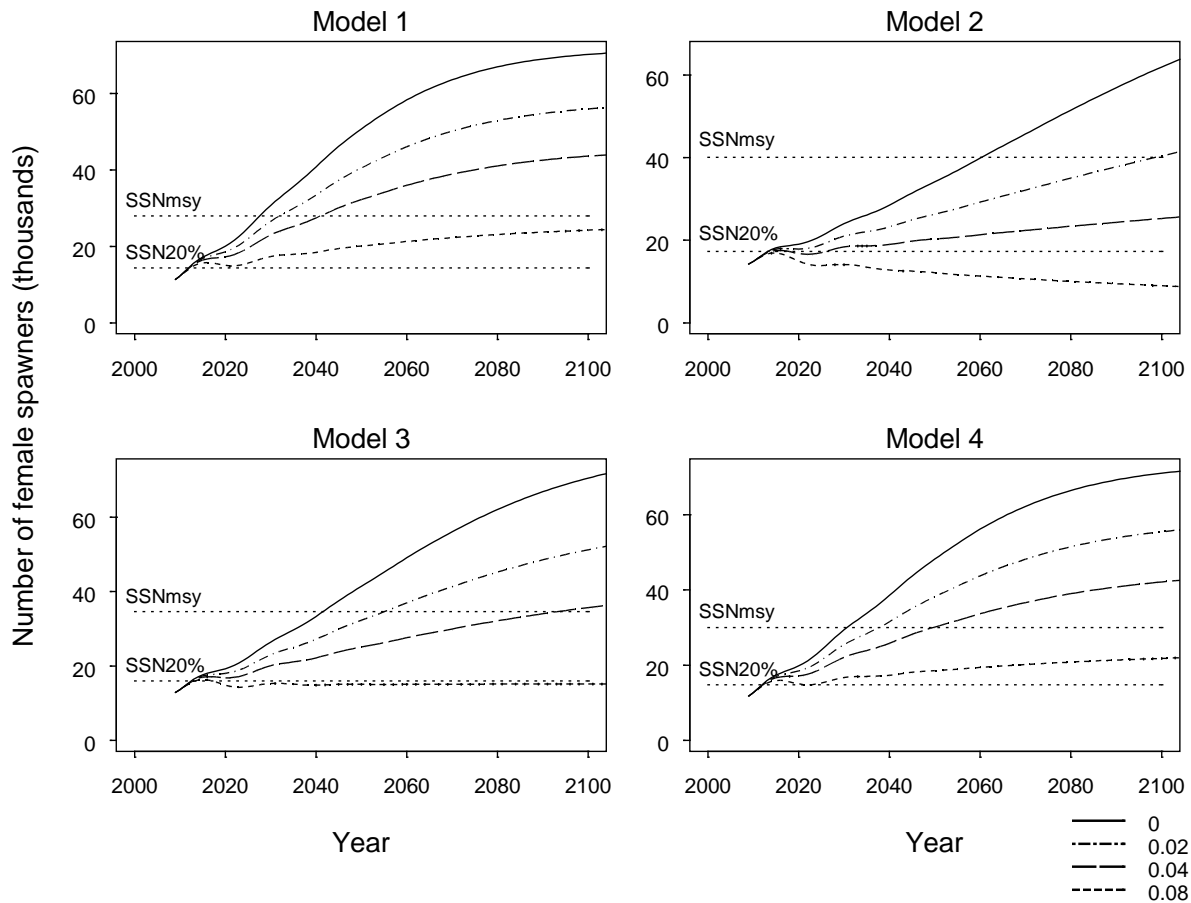 Model 1
Model 2
Number of female spawners (thousands)
60
40
20
0
SSNmsy
SSN20%
2000 2020 2040 2060 2080 2100
60
40
20
0
SSNmsy
SSN20%
2000 2020 2040 2060 2080 2100
Model 3
Model 4
60
40
20
0
SSNmsy
SSN20%
2000 2020 2040 2060 2080 2100
60
40
20
0
SSNmsy
SSN20%
2000 2020 2040 2060 2080 2100
Year
Year
0
0.02
0.04
0.08